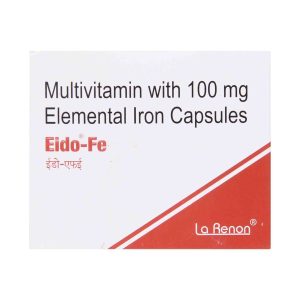 Multivitamin with 100 mg
Elemental Iron Capsules
Eido®-Fe
ईडो-एफई
La Renon®